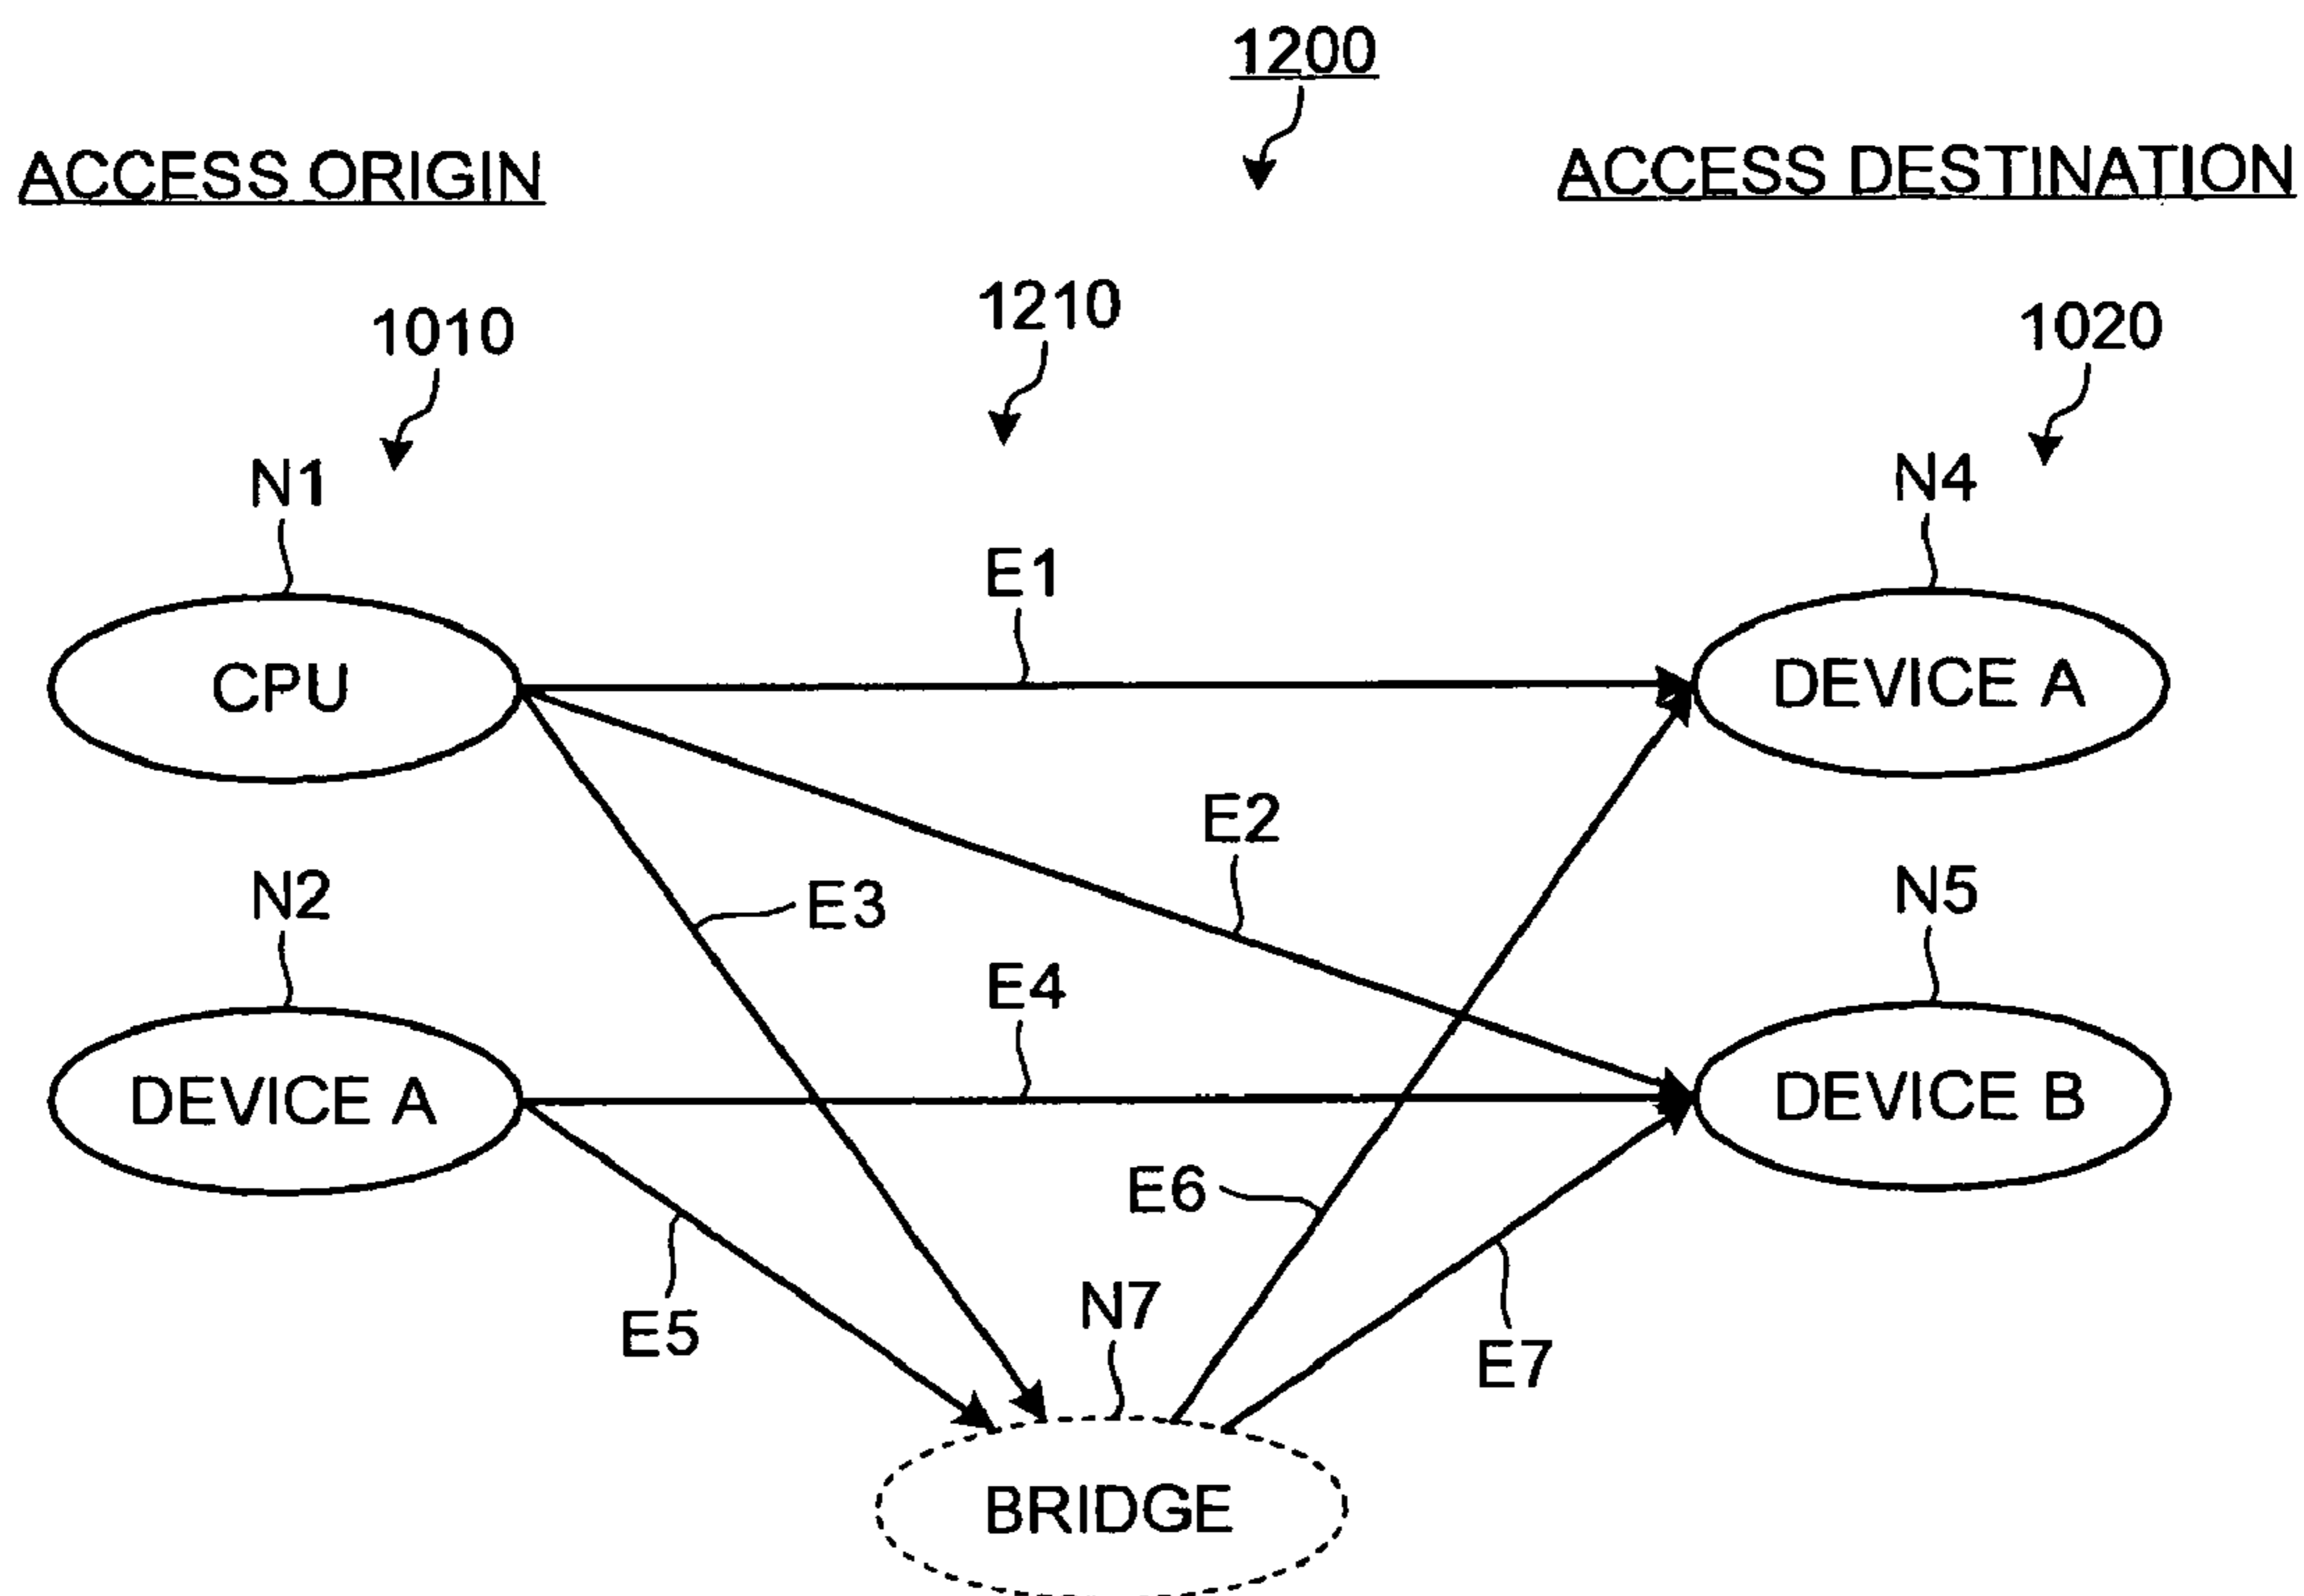 1200
ACCESS ORIGIN
ACCESS DESTINATION
1010
1210
1020
N1
N4
E1
CPU
DEVICE A
E2
N2
E3
N5
E4
DEVICE A
DEVICE B
E6
E5
N7
E7
BRIDGE